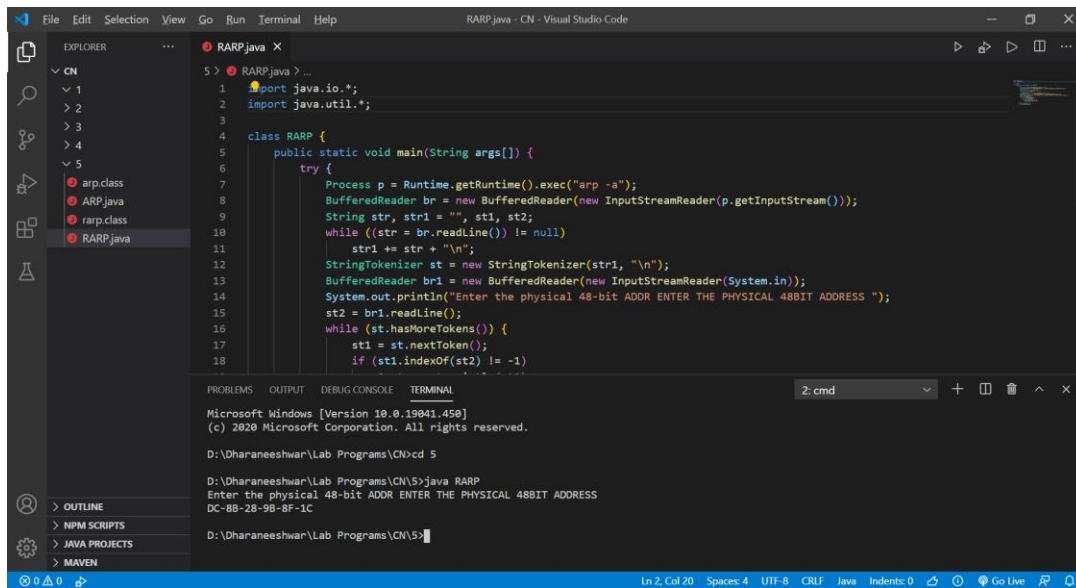 File Edit Selection View Go Run Terminal Help RARP.java - CN - Visual Studio Code
EXPLORER
CN
1
2
3
4
5
arp.class
ARP.java
rarp.class
RARP.java
OUTLINE
NPM SCRIPTS
JAVA PROJECTS
MAVEN
RARP.java
5 > RARP.java > ...
1 import java.io.*;
2 import java.util.*;
3
4 class RARP {
5 public static void main(String args[]) {
6 try {
7 Process p = Runtime.getRuntime().exec("arp -a");
8 BufferedReader br = new BufferedReader(new InputStreamReader(p.getInputStream()));
9 String str, str1 = "", st1, st2;
10 while ((str = br.readLine()) != null)
11 str1 += str + "\n";
12 StringTokenizer st = new StringTokenizer(str1, "\n");
13 BufferedReader br1 = new BufferedReader(new InputStreamReader(System.in));
14 System.out.println("Enter the physical 48-bit ADDR ENTER THE PHYSICAL 48BIT ADDRESS ");
15 st2 = br1.readLine();
16 while (st.hasMoreTokens()) {
17 st1 = st.nextToken();
18 if (st1.indexOf(st2) != -1)
PROBLEMS OUTPUT DEBUG CONSOLE TERMINAL 2: cmd
Microsoft Windows [Version 10.0.19041.450]
(c) 2020 Microsoft Corporation. All rights reserved.
D:\Dharaneeshwar\Lab Programs\CN>cd 5
D:\Dharaneeshwar\Lab Programs\CN\5>java RARP
Enter the physical 48-bit ADDR ENTER THE PHYSICAL 48BIT ADDRESS
DC-8B-28-9B-8F-1C
D:\Dharaneeshwar\Lab Programs\CN\5>
0 0 Ln 2, Col 20 Spaces: 4 UTF-8 CRLF Java Indents: 0 Go Live